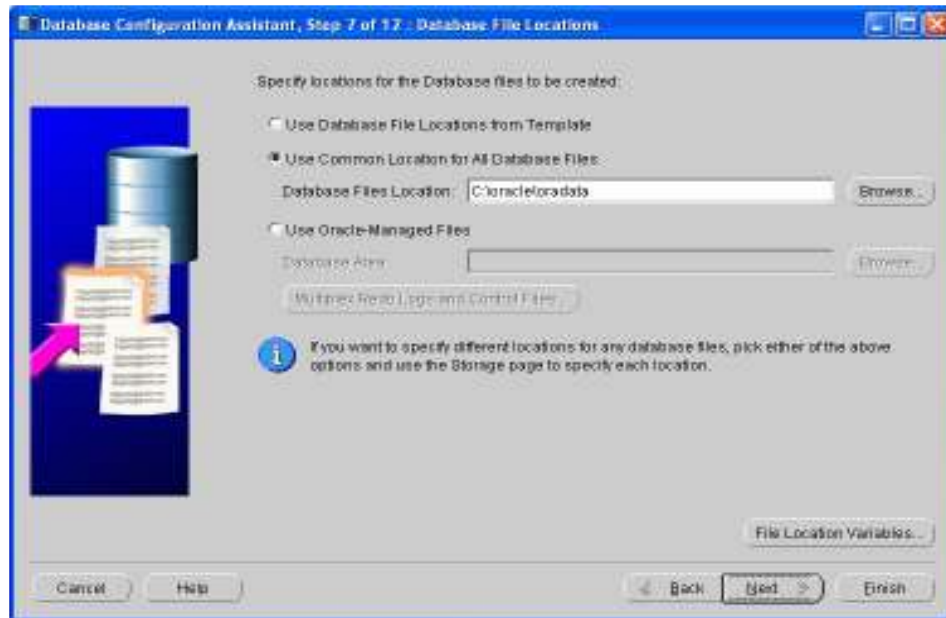 Database Configuration Assistant, Step 7 of 12 : Database File Locations
Specify locations for the Database files to be created:
Use Database File Locations from Template
Use Common Location for All Database Files
Database Files Location: C:\oracle\oradata Browse...
Use Oracle-Managed Files
Database Area: Browse...
Multiplex Redo Logs and Control Files...
If you want to specify different locations for any database files, pick either of the above
options and use the Storage page to specify each location.
File Location Variables...
Cancel Help Back Next Finish